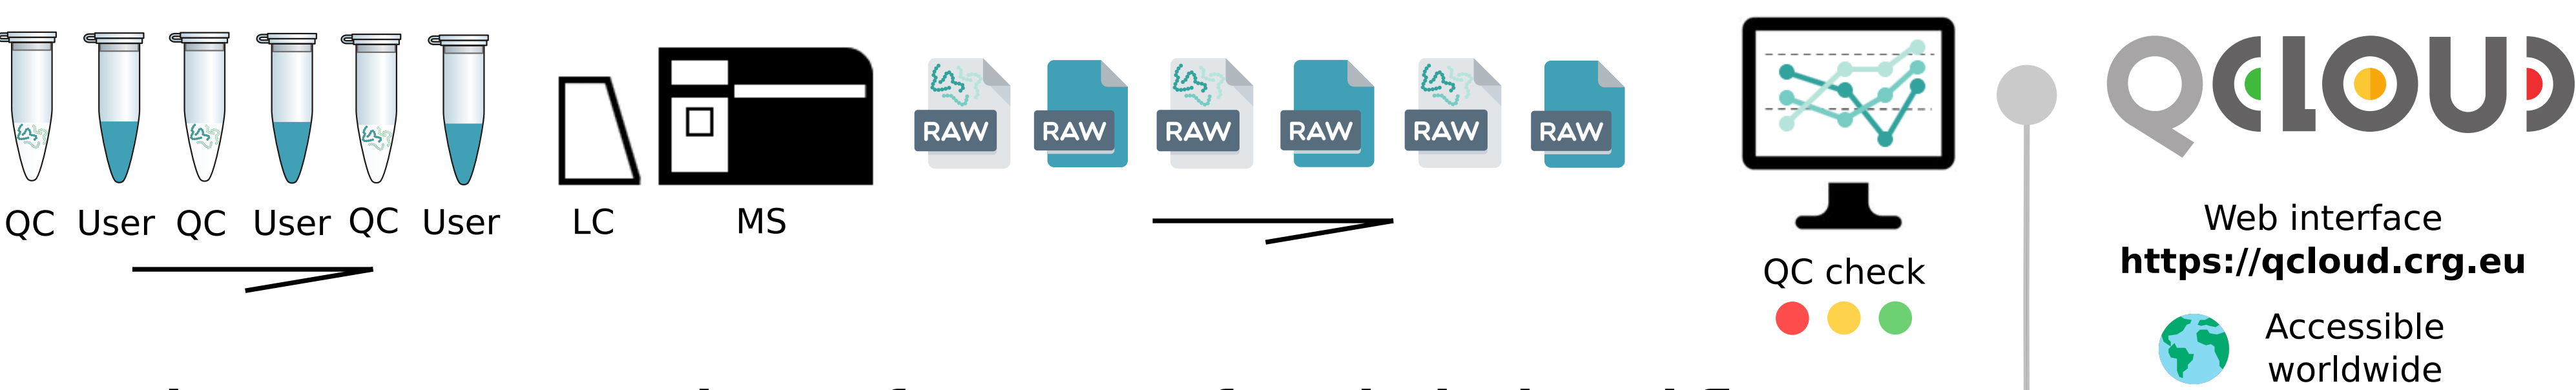 QC User QC User QC User
LC MS
RAW RAW RAW RAW RAW RAW
QC check
QCLOUD
Web interface
https://qcloud.crg.eu
Accessible
worldwide